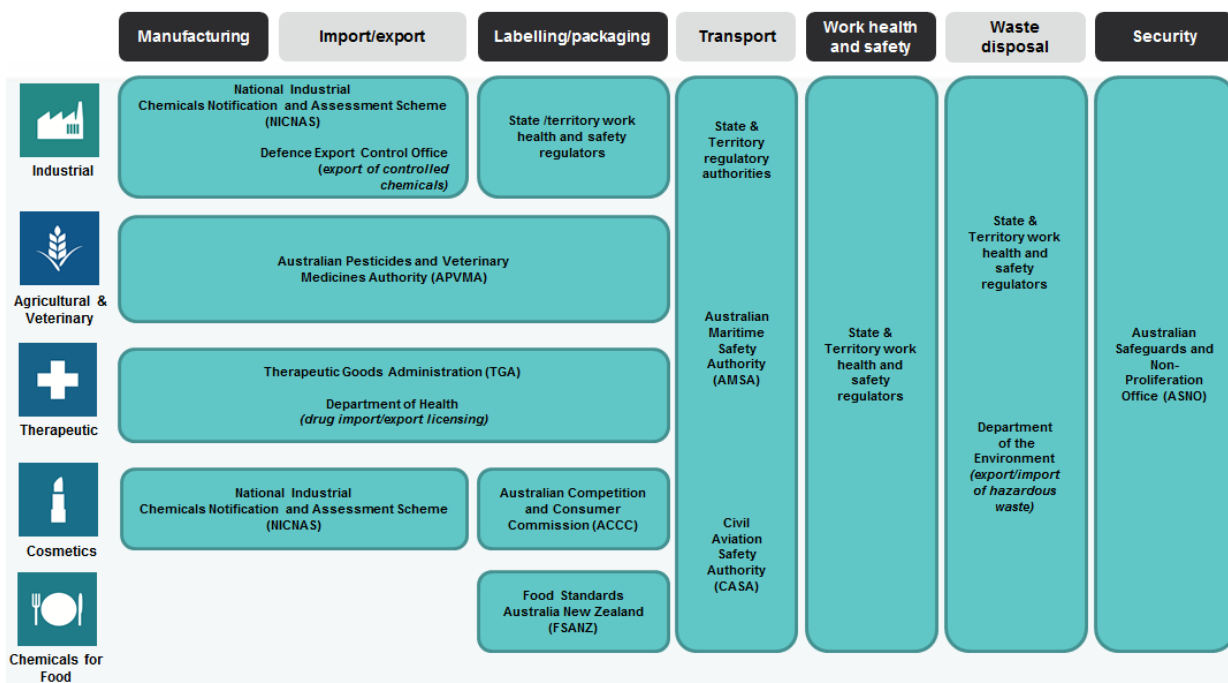 Manufacturing
Import/export
Labelling/packaging
Transport
Work health
and safety
Waste
disposal
Security
Industrial
National Industrial
Chemicals Notification and Assessment Scheme
(NICNAS)
Defence Export Control Office
(export of controlled
chemicals)
State /territory work
health and safety
regulators
State &
Territory
regulatory
authorities
Agricultural &
Veterinary
Australian Pesticides and Veterinary
Medicines Authority (APVMA)
Australian
Maritime
Safety
Authority
(AMSA)
State &
Territory work
health and
safety
regulators
State &
Territory work
health and
safety
regulators
Australian
Safeguards and
Non-
Proliferation
Office (ASNO)
Therapeutic
Therapeutic Goods Administration (TGA)
Department of Health
(drug import/export licensing)
Department
of the
Environment
(export/import
of hazardous
waste)
Cosmetics
National Industrial
Chemicals Notification and Assessment Scheme
(NICNAS)
Australian Competition
and Consumer
Commission (ACCC)
Civil
Aviation
Safety
Authority
(CASA)
Chemicals for
Food
Food Standards
Australia New Zealand
(FSANZ)